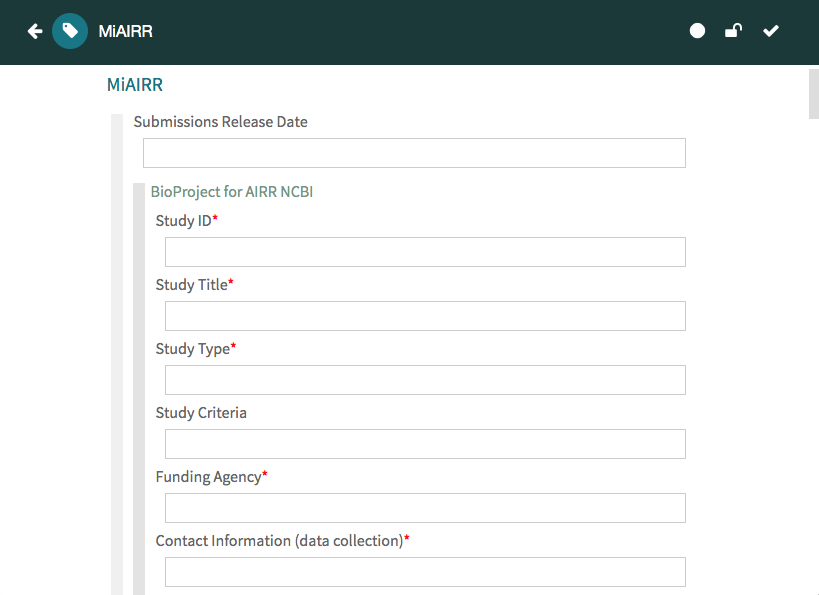 MiAIRR
MiAIRR
Submissions Release Date
BioProject for AIRR NCBI
Study ID*
Study Title*
Study Type*
Study Criteria
Funding Agency*
Contact Information (data collection)*